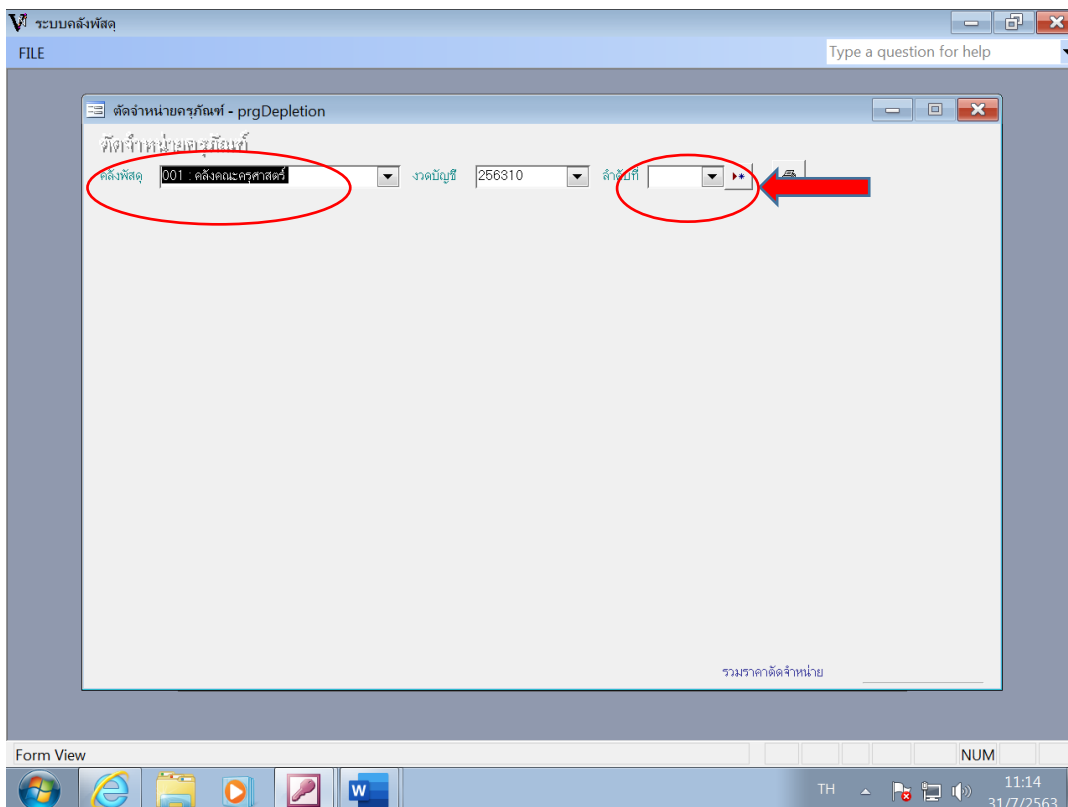 ระบบคลังพัสดุ
FILE Type a question for help
ตัดจำหน่ายครุภัณฑ์ - prgDepletion
ตัดจำหน่ายครุภัณฑ์
คลังพัสดุ 001 : คลังคณะครุศาสตร์ งวดบัญชี 256310 ลำดับที่
รวมราคาตัดจำหน่าย
Form View NUM
TH 11:14
31/7/2563